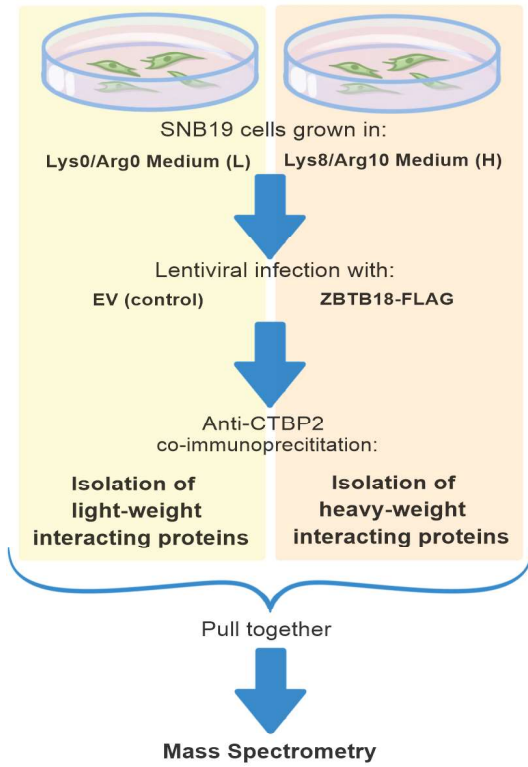 SNB19 cells grown in:
Lys0/Arg0 Medium (L) Lys8/Arg10 Medium (H)
Lentiviral infection with:
EV (control) ZBTB18-FLAG
Anti-CTBP2
co-immunoprecititation:
Isolation of
light-weight
interacting proteins
Isolation of
heavy-weight
interacting proteins
Pull together
Mass Spectrometry